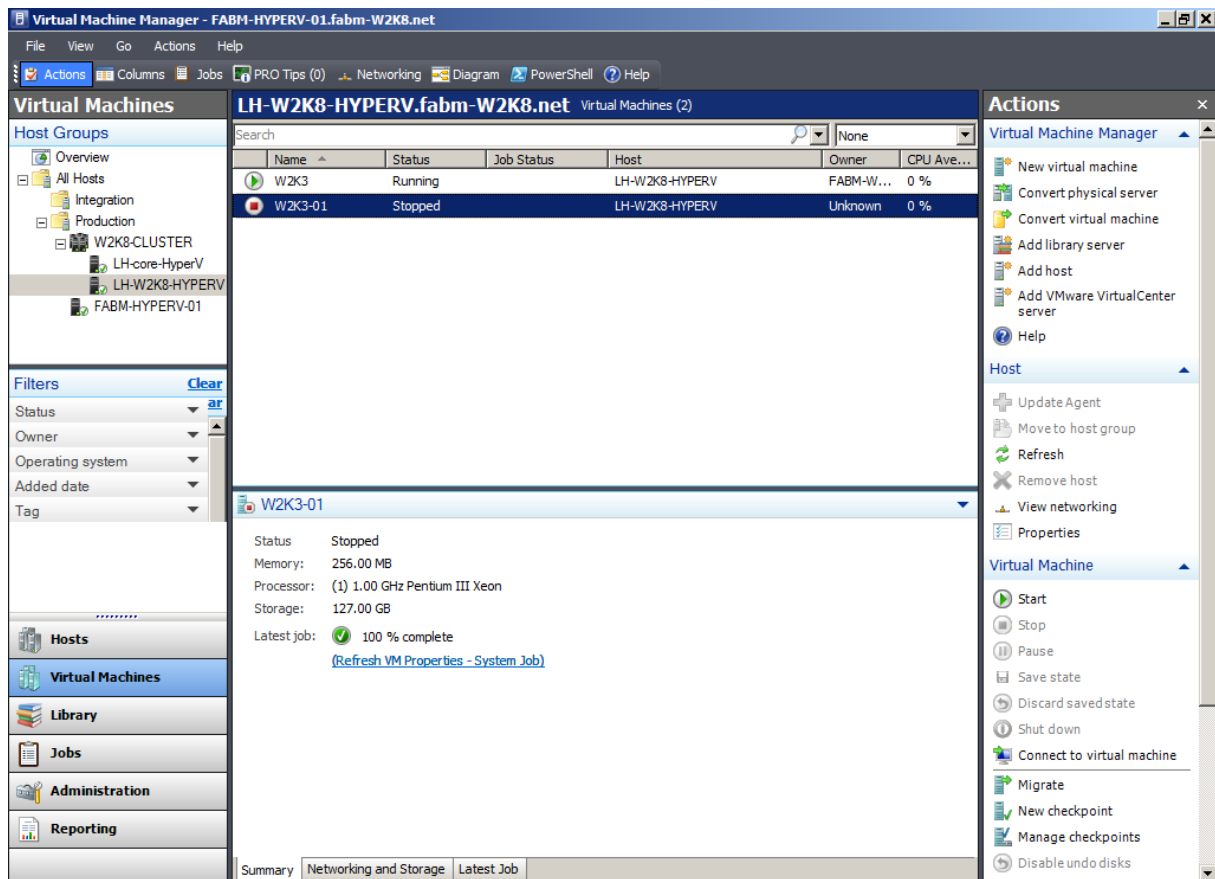 Virtual Machine Manager - FABM-HYPERV-01.fabm-W2K8.net
File View Go Actions Help
Actions Columns Jobs PRO Tips (0) Networking Diagram PowerShell Help
Virtual Machines
Host Groups
Overview
All Hosts
Integration
Production
W2K8-CLUSTER
LH-core-HyperV
LH-W2K8-HYPERV
FABM-HYPERV-01
Filters Clear
ar
Status
Owner
Operating system
Added date
Tag
Hosts
Virtual Machines
Library
Jobs
Administration
Reporting
LH-W2K8-HYPERV.fabm-W2K8.net Virtual Machines (2)
Search None
Name Status Job Status Host Owner CPU Ave...
W2K3 Running LH-W2K8-HYPERV FABM-W... 0 %
W2K3-01 Stopped LH-W2K8-HYPERV Unknown 0 %
W2K3-01
Status Stopped
Memory: 256.00 MB
Processor: (1) 1.00 GHz Pentium III Xeon
Storage: 127.00 GB
Latest job: 100 % complete
(Refresh VM Properties - System Job)
Summary Networking and Storage Latest Job
Actions
Virtual Machine Manager
New virtual machine
Convert physical server
Convert virtual machine
Add library server
Add host
Add VMware VirtualCenter
server
Help
Host
Update Agent
Move to host group
Refresh
Remove host
View networking
Properties
Virtual Machine
Start
Stop
Pause
Save state
Discard saved state
Shut down
Connect to virtual machine
Migrate
New checkpoint
Manage checkpoints
Disable undo disks